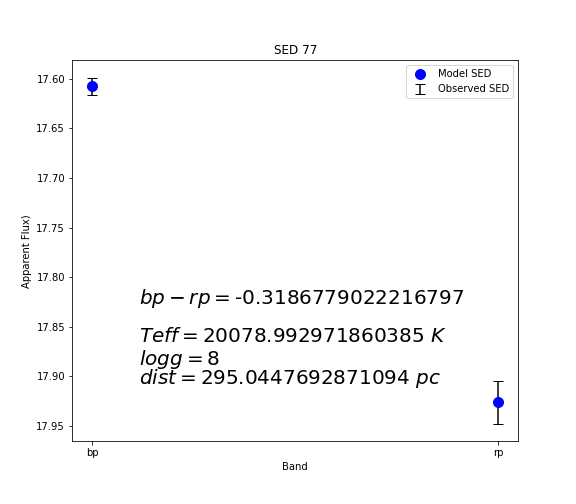 SED 77
Model SED
Observed SED
17.60
17.65
17.70
17.75
17.80
17.85
17.90
17.95
Apparent Flux)
bp − rp = -0.3186779022216797
Teff = 20078.992971860385 K
logg = 8
dist = 295.0447692871094 pc
bp
rp
Band